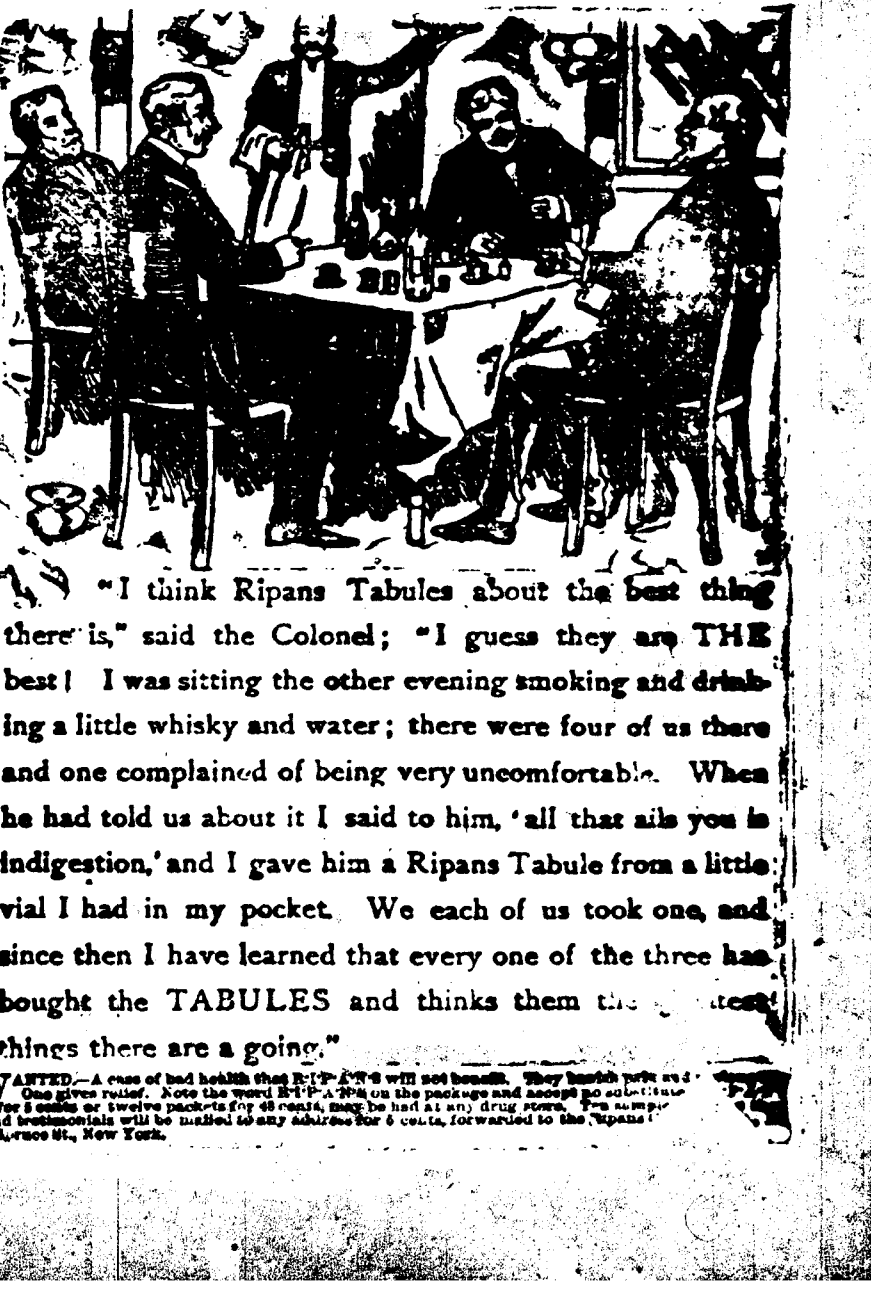 "I think Ripans Tabules about the best thing
there is," said the Colonel; "I guess they are THE
best! I was sitting the other evening smoking and drink-
ing a little whisky and water; there were four of us there
and one complained of being very uncomfortable. When
he had told us about it I said to him, 'all that ails you is
indigestion,' and I gave him a Ripans Tabule from a little
vial I had in my pocket. We each of us took one, and
since then I have learned that every one of the three has
bought the TABULES and thinks them
things there are a going."
WANTED.—A case of bad health that R·I·P·A·N·S will not benefit. They banish pain and
One gives relief. Note the word R·I·P·A·N·S on the package and accept no substitute
for 5 cents or twelve packets for 48 cents, may be had at any drug store. Ten
testimonials will be mailed to any address for 5 cents, forwarded to the Ripans
Spruce St., New York.